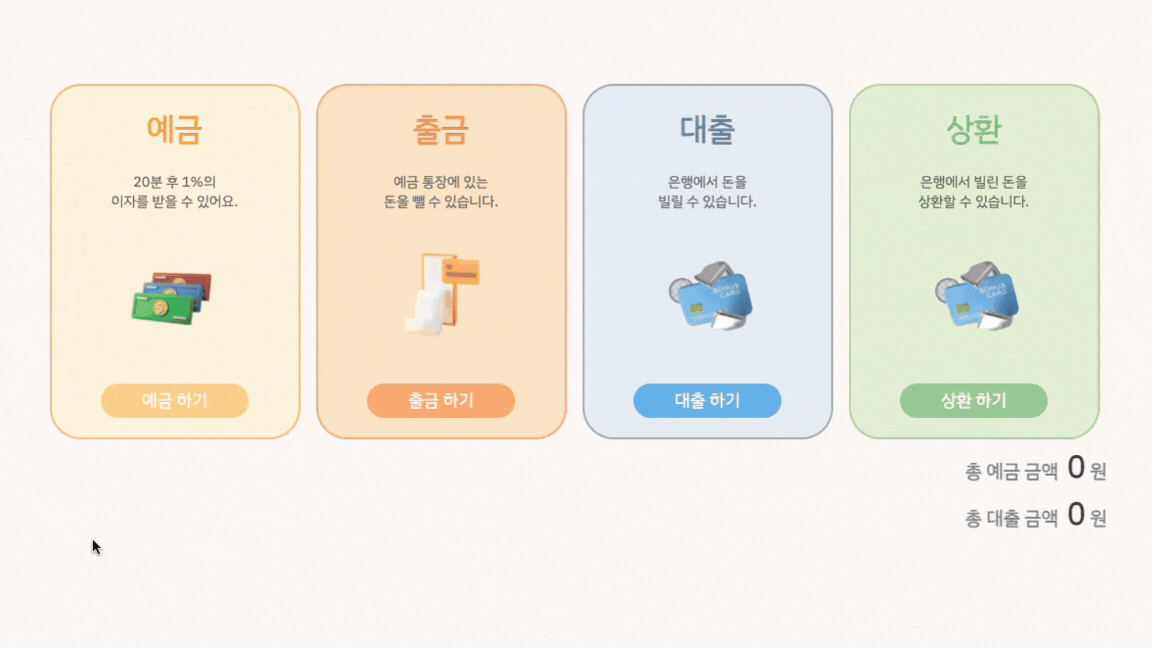 예금
20분 후 1%의
이자를 받을 수 있어요.
예금 하기
출금
예금 통장에 있는
돈을 뺄 수 있습니다.
출금 하기
대출
은행에서 돈을
빌릴 수 있습니다.
BONUS
CARD
대출 하기
상환
은행에서 빌린 돈을
상환할 수 있습니다.
BONUS
CARD
상환 하기
총 예금 금액 0 원
총 대출 금액 0 원